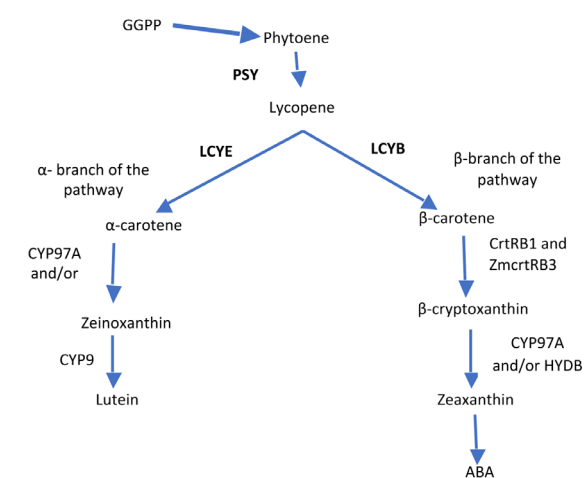 GGPP
Phytoene
PSY
Lycopene
LCYE
LCYB
α- branch of the
pathway
β-branch of the
pathway
α-carotene
β-carotene
CYP97A
and/or
CrtRB1 and
ZmcrtRB3
Zeinoxanthin
β-cryptoxanthin
CYP9
CYP97A
and/or HYDB
Lutein
Zeaxanthin
ABA